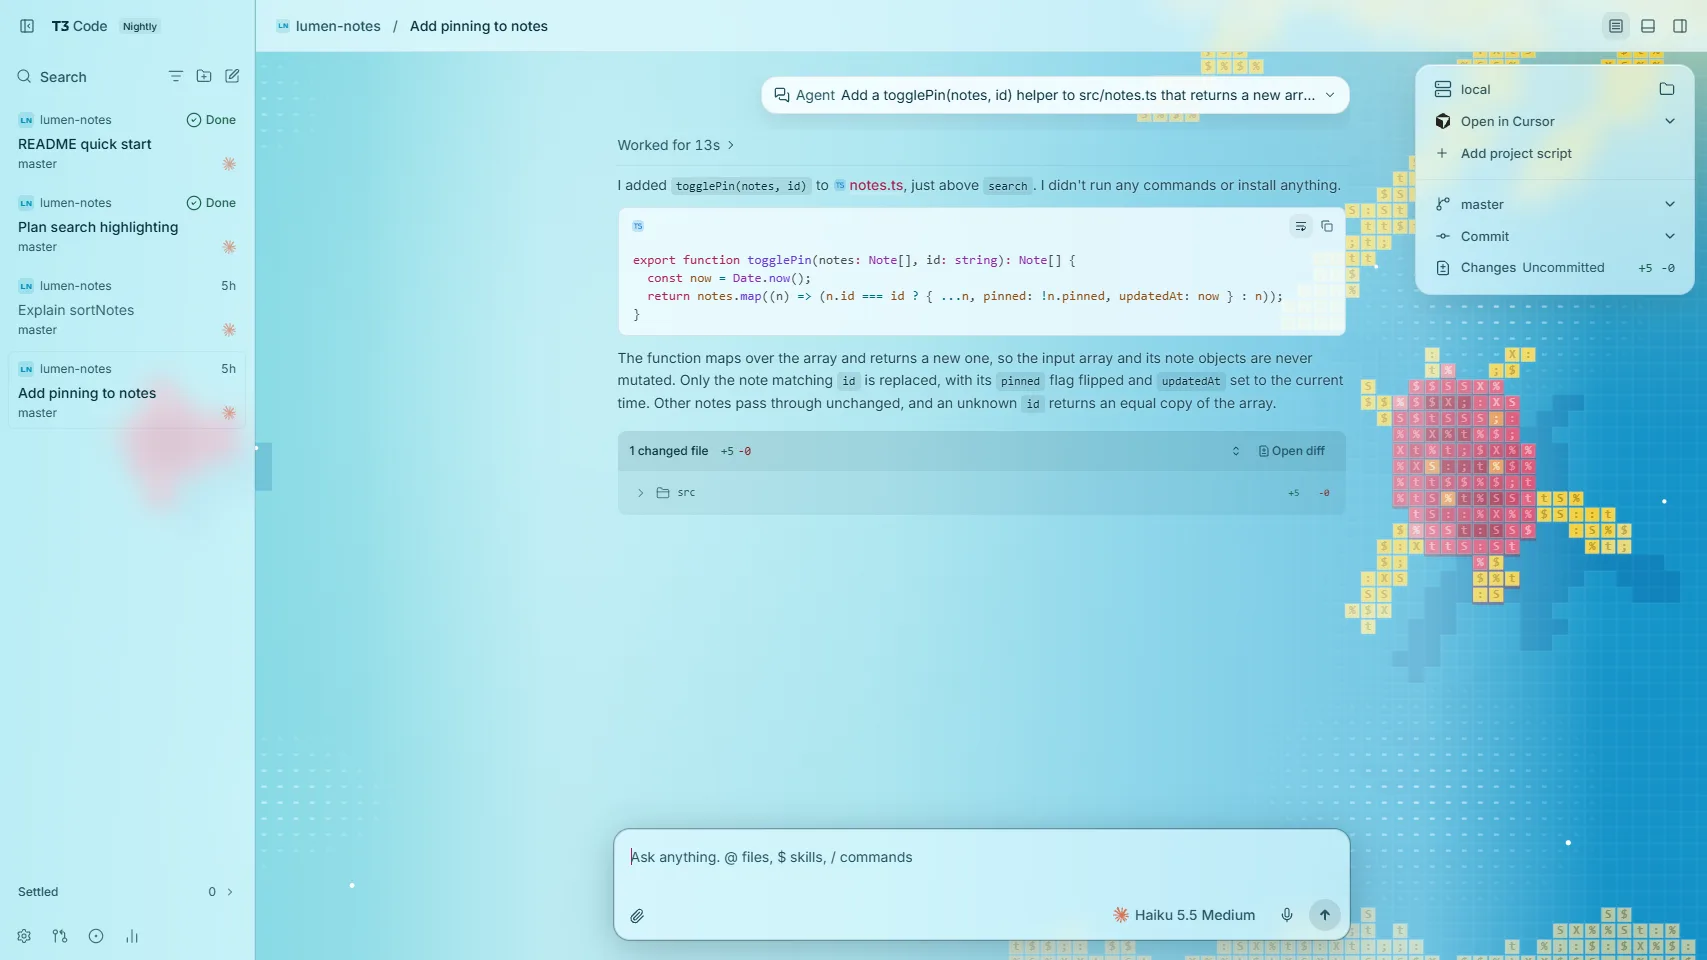 T3 Code Nightly
Search
LN lumen-notes Done
README quick start
master
LN lumen-notes Done
Plan search highlighting
master
LN lumen-notes 5h
Explain sortNotes
master
LN lumen-notes 5h
Add pinning to notes
master
Settled 0
LN lumen-notes / Add pinning to notes
Agent Add a togglePin(notes, id) helper to src/notes.ts that returns a new arr...
Worked for 13s
I added togglePin(notes, id) to TS notes.ts, just above search. I didn't run any commands or install anything.
TS
export function togglePin(notes: Note[], id: string): Note[] {
const now = Date.now();
return notes.map((n) => (n.id === id ? { ...n, pinned: !n.pinned, updatedAt: now } : n));
}
The function maps over the array and returns a new one, so the input array and its note objects are never
mutated. Only the note matching id is replaced, with its pinned flag flipped and updatedAt set to the current
time. Other notes pass through unchanged, and an unknown id returns an equal copy of the array.
1 changed file +5 -0 Open diff
src +5 -0
Ask anything. @ files, $ skills, / commands
Haiku 5.5 Medium
local
Open in Cursor
Add project script
master
Commit
Changes Uncommitted +5 -0